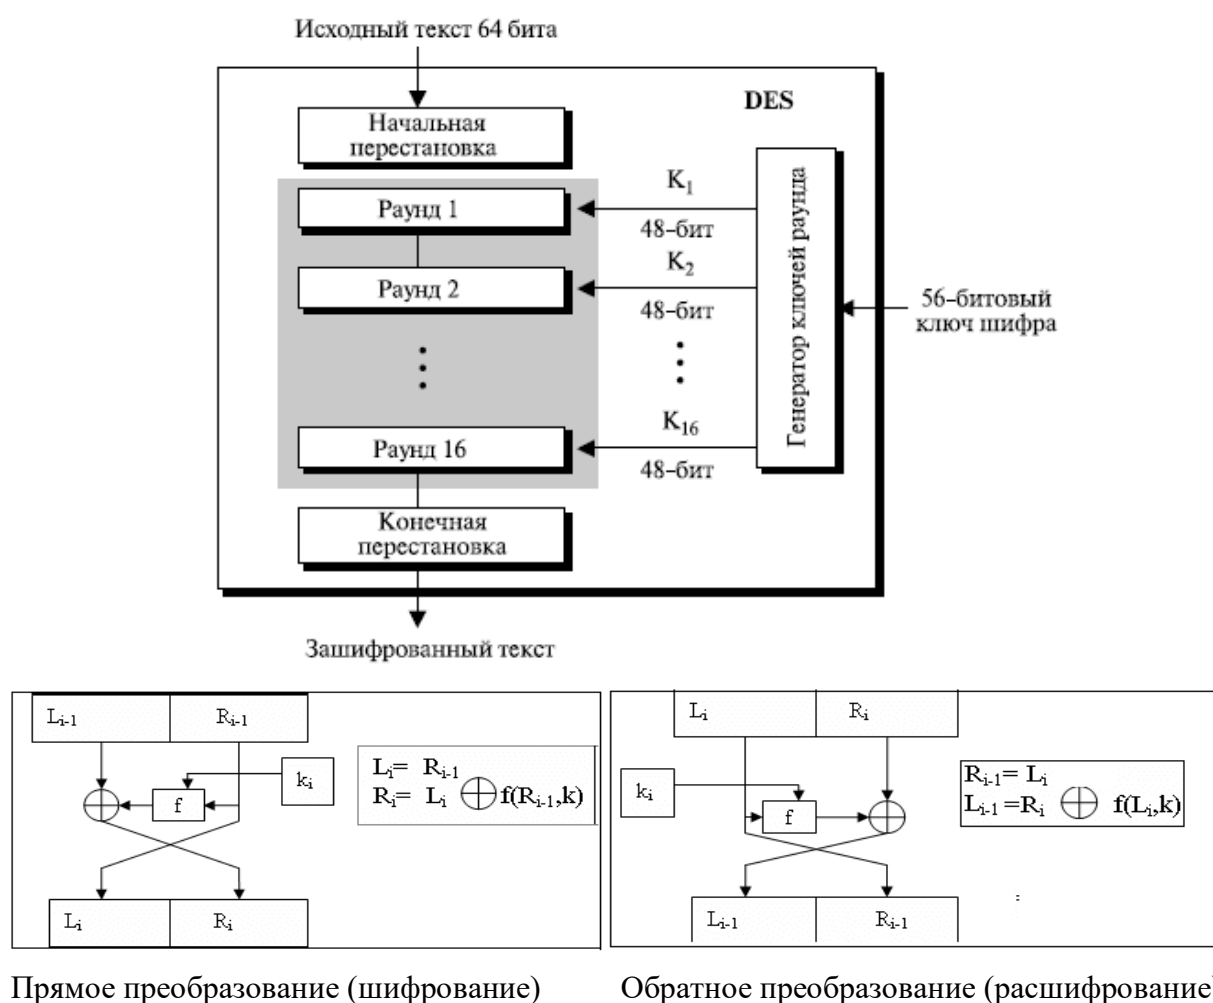 Исходный текст 64 бита
DES
Начальная
перестановка
K₁
Раунд 1
48-бит
K₂
Раунд 2
48-бит
Генератор ключей раунда
56-битовый
ключ шифра
K₁₆
Раунд 16
48-бит
Конечная
перестановка
Зашифрованный текст
Lᵢ₋₁
Rᵢ₋₁
kᵢ
f
Lᵢ= Rᵢ₋₁
Rᵢ= Lᵢ ⊕ f(Rᵢ₋₁,k)
Lᵢ
Rᵢ
Lᵢ
Rᵢ
kᵢ
f
Rᵢ₋₁= Lᵢ
Lᵢ₋₁ =Rᵢ ⊕ f(Lᵢ,k)
Lᵢ₋₁
Rᵢ₋₁
:
Прямое преобразование (шифрование)
Обратное преобразование (расшифрование)